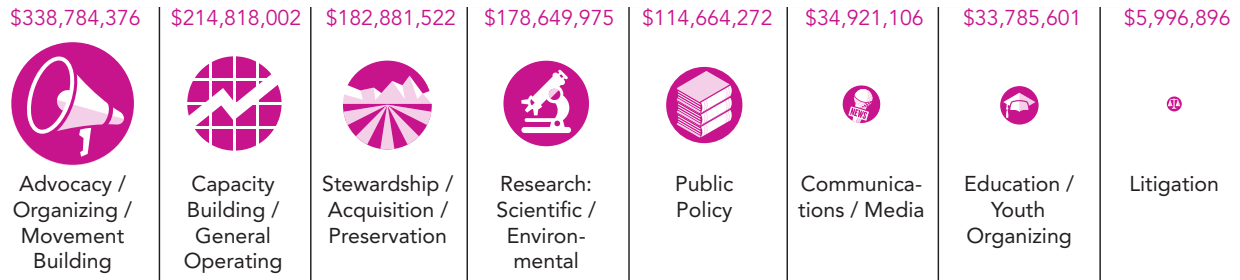 $338,784,376
$214,818,002
$182,881,522
$178,649,975
$114,664,272
$34,921,106
$33,785,601
$5,996,896
NEWS
Advocacy /
Organizing /
Movement
Building
Capacity
Building /
General
Operating
Stewardship /
Acquisition /
Preservation
Research:
Scientific /
Environ-
mental
Public
Policy
Communica-
tions / Media
Education /
Youth
Organizing
Litigation